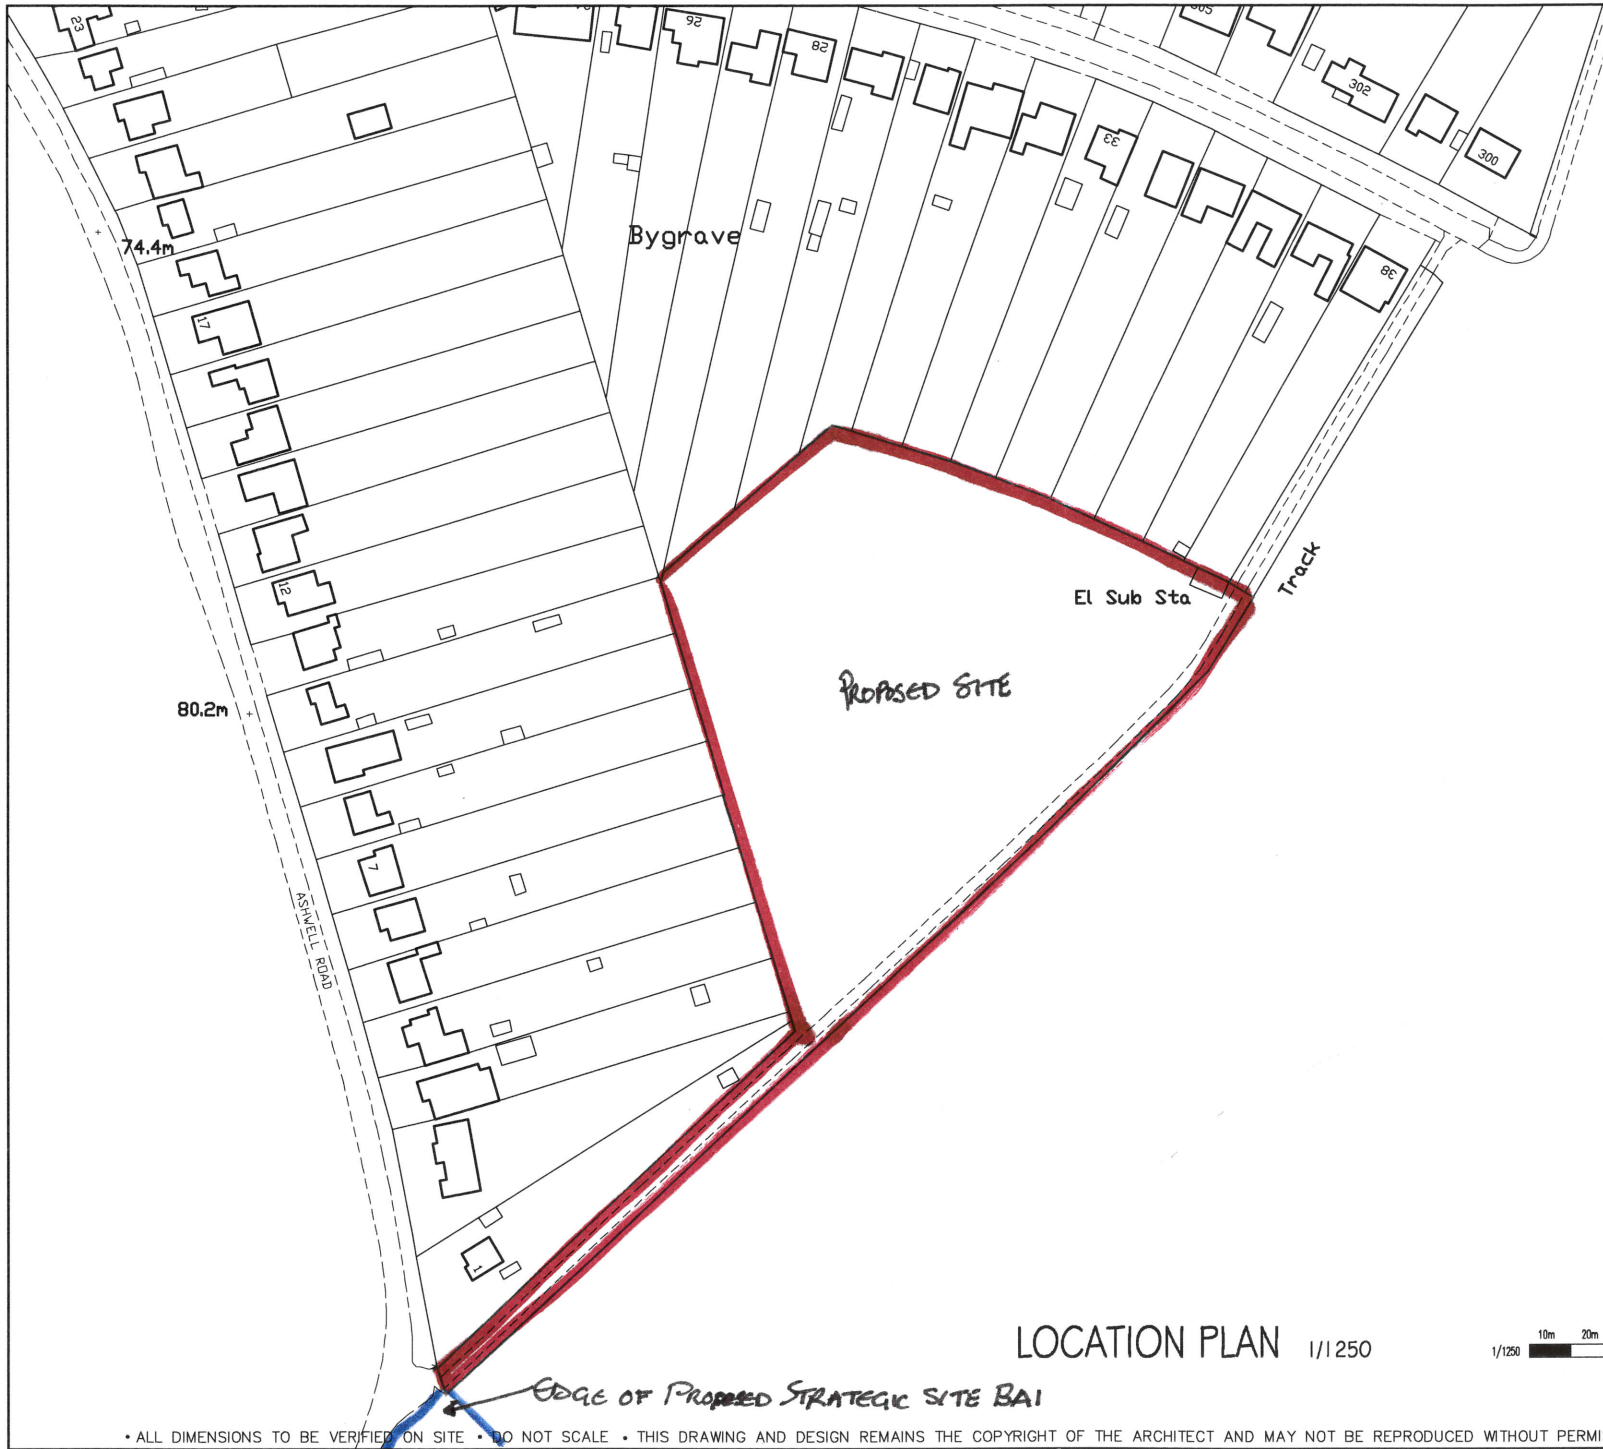 23
26
28
302
300
33
38
305
Bygrave
74.4m
17
12
El Sub Sta
Track
PROPOSED SITE
80.2m
7
ASHWELL ROAD
1
LOCATION PLAN 1/1250
1/1250 10m 20m
EDGE OF PROPOSED STRATEGIC SITE BA1
• ALL DIMENSIONS TO BE VERIFIED ON SITE • DO NOT SCALE • THIS DRAWING AND DESIGN REMAINS THE COPYRIGHT OF THE ARCHITECT AND MAY NOT BE REPRODUCED WITHOUT PERMI